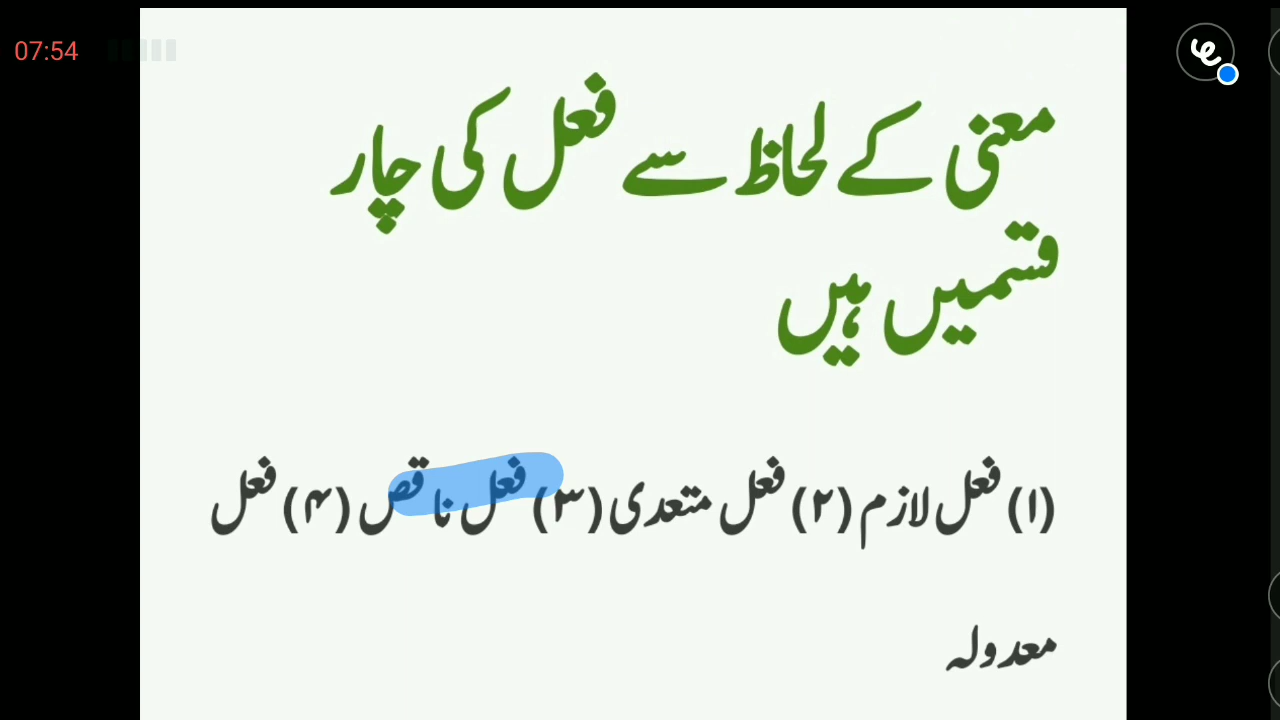 07:54
معنی کے لحاظ سے فعل کی چار
قسمیں ہیں
(۱) فعل لازم (۲) فعل متعدی (۳) فعل ناقص (۴) فعل
معدولہ